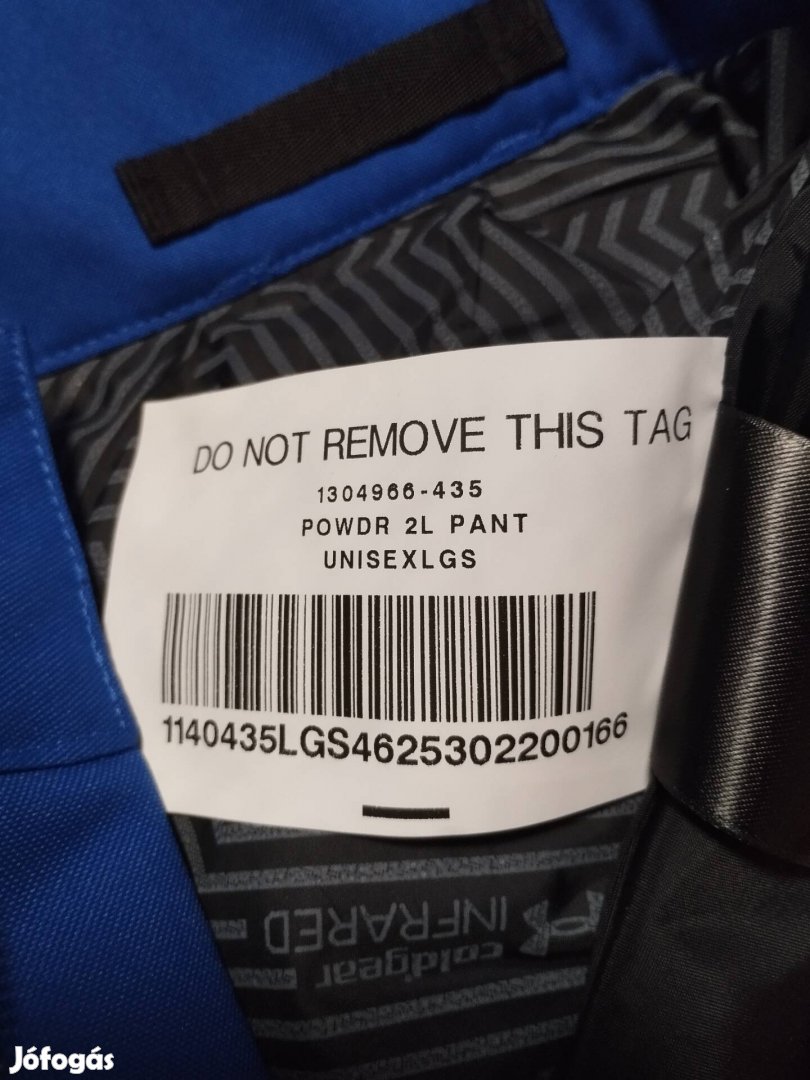 DO NOT REMOVE THIS TAG
1304966-435
POWDR 2L PANT
UNISEXLGS
1140435LGS4625302200166
INFRARED
coldgear
Jófogás